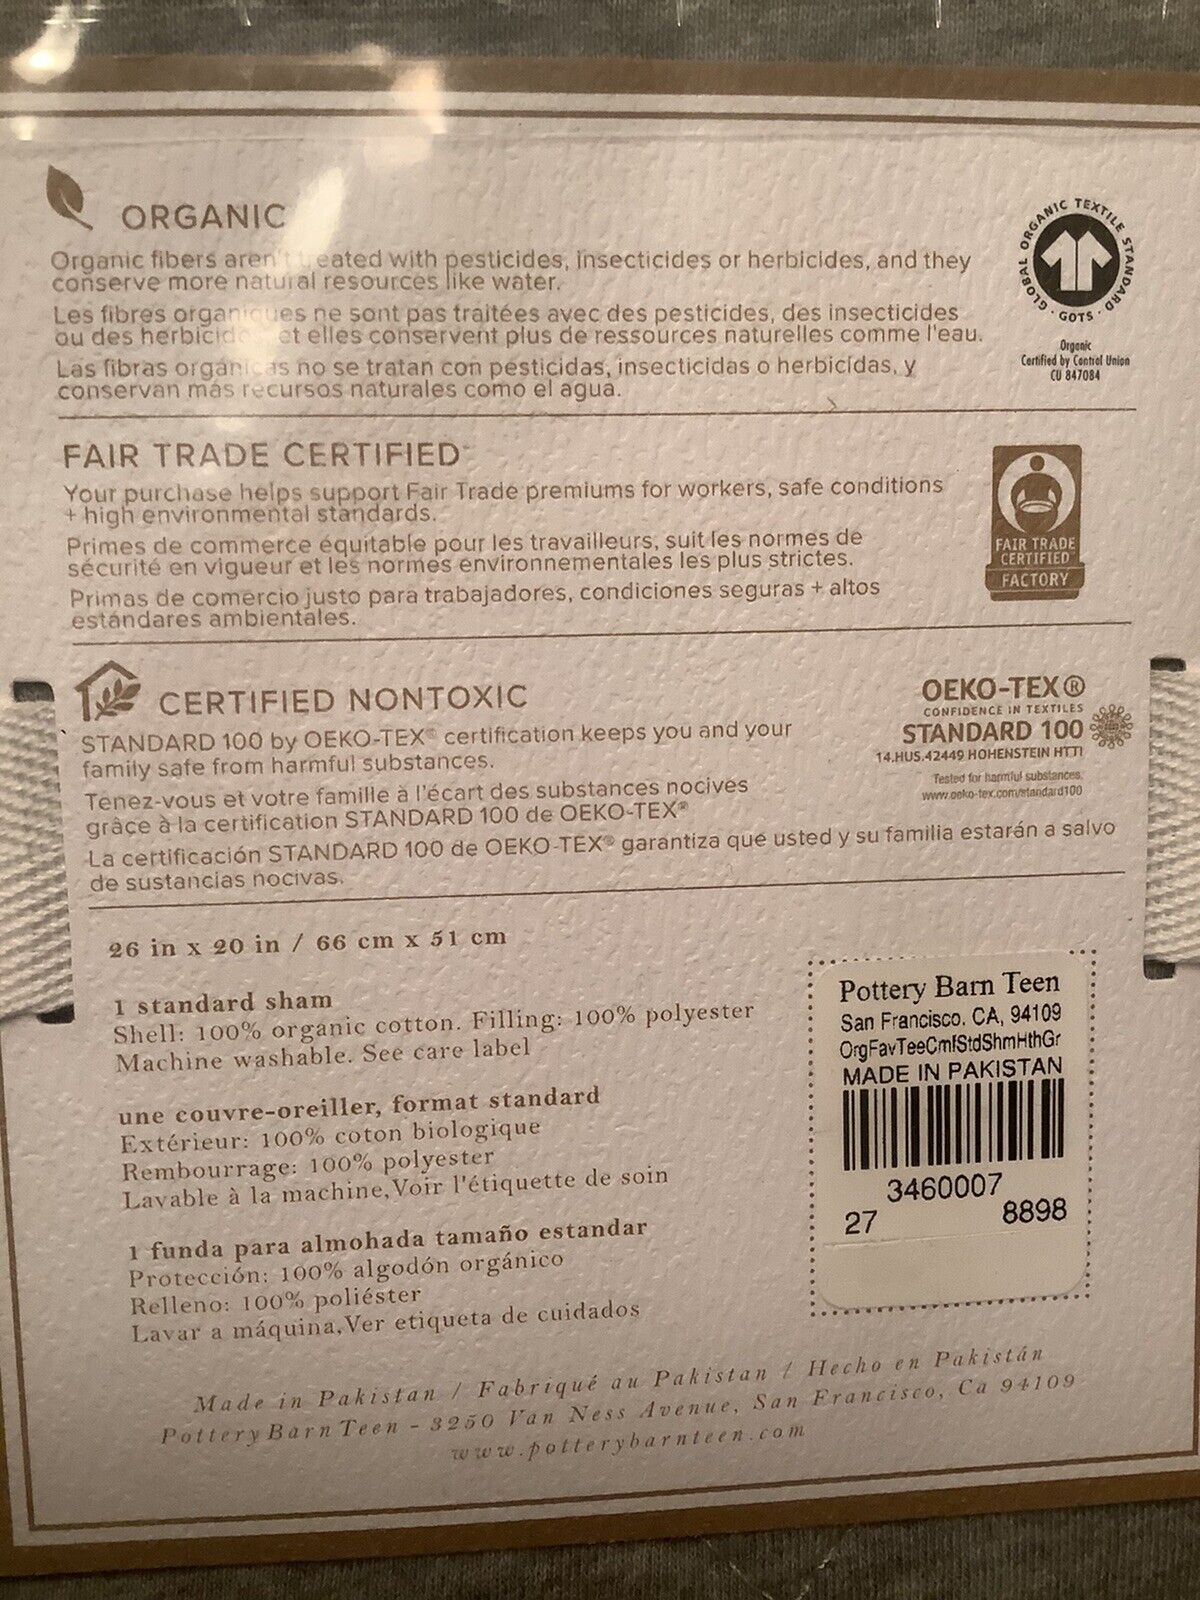 ORGANIC
Organic fibers aren't treated with pesticides, insecticides or herbicides, and they
conserve more natural resources like water.
Les fibres organiques ne sont pas traitées avec des pesticides, des insecticides
ou des herbicid et elles conservent plus de ressources naturelles comme l'eau.
Las fibras orgánicas no se tratan con pesticidas, insecticidas o herbicidas, y
conservan más recursos naturales como el agua.
GLOBAL ORGANIC TEXTILE STANDARD
· GOTS ·
Organic
Certified by Control Union
CU 847084
FAIR TRADE CERTIFIED™
Your purchase helps support Fair Trade premiums for workers, safe conditions
+ high environmental standards.
Primes de commerce équitable pour les travailleurs, suit les normes de
sécurité en vigueur et les normes environnementales les plus strictes.
Primas de comercio justo para trabajadores, condiciones seguras + altos
estándares ambientales.
FAIR TRADE
CERTIFIED
FACTORY
CERTIFIED NONTOXIC
STANDARD 100 by OEKO-TEX® certification keeps you and your
family safe from harmful substances.
Tenez-vous et votre famille à l'écart des substances nocives
grâce à la certification STANDARD 100 de OEKO-TEX®
La certificación STANDARD 100 de OEKO-TEX® garantiza que usted y su familia estarán a salvo
de sustancias nocivas.
OEKO-TEX®
CONFIDENCE IN TEXTILES
STANDARD 100
14.HUS.42449 HOHENSTEIN HTTI
Tested for harmful substances.
www.oeko-tex.com/standard100
26 in x 20 in / 66 cm x 51 cm
1 standard sham
Shell: 100% organic cotton. Filling: 100% polyester
Machine washable. See care label
une couvre-oreiller, format standard
Extérieur: 100% coton biologique
Rembourrage: 100% polyester
Lavable à la machine,Voir l'étiquette de soin
1 funda para almohada tamaño estandar
Protección: 100% algodón orgánico
Relleno: 100% poliéster
Lavar a máquina,Ver etiqueta de cuidados
Pottery Barn Teen
San Francisco. CA, 94109
OrgFavTeeCmfStdShmHthGr
MADE IN PAKISTAN
3460007
27 8898
Made in Pakistan / Fabriqué au Pakistan / Hecho en Pakistán
Pottery Barn Teen - 3250 Van Ness Avenue, San Francisco, Ca 94109
www.potterybarnteen.com